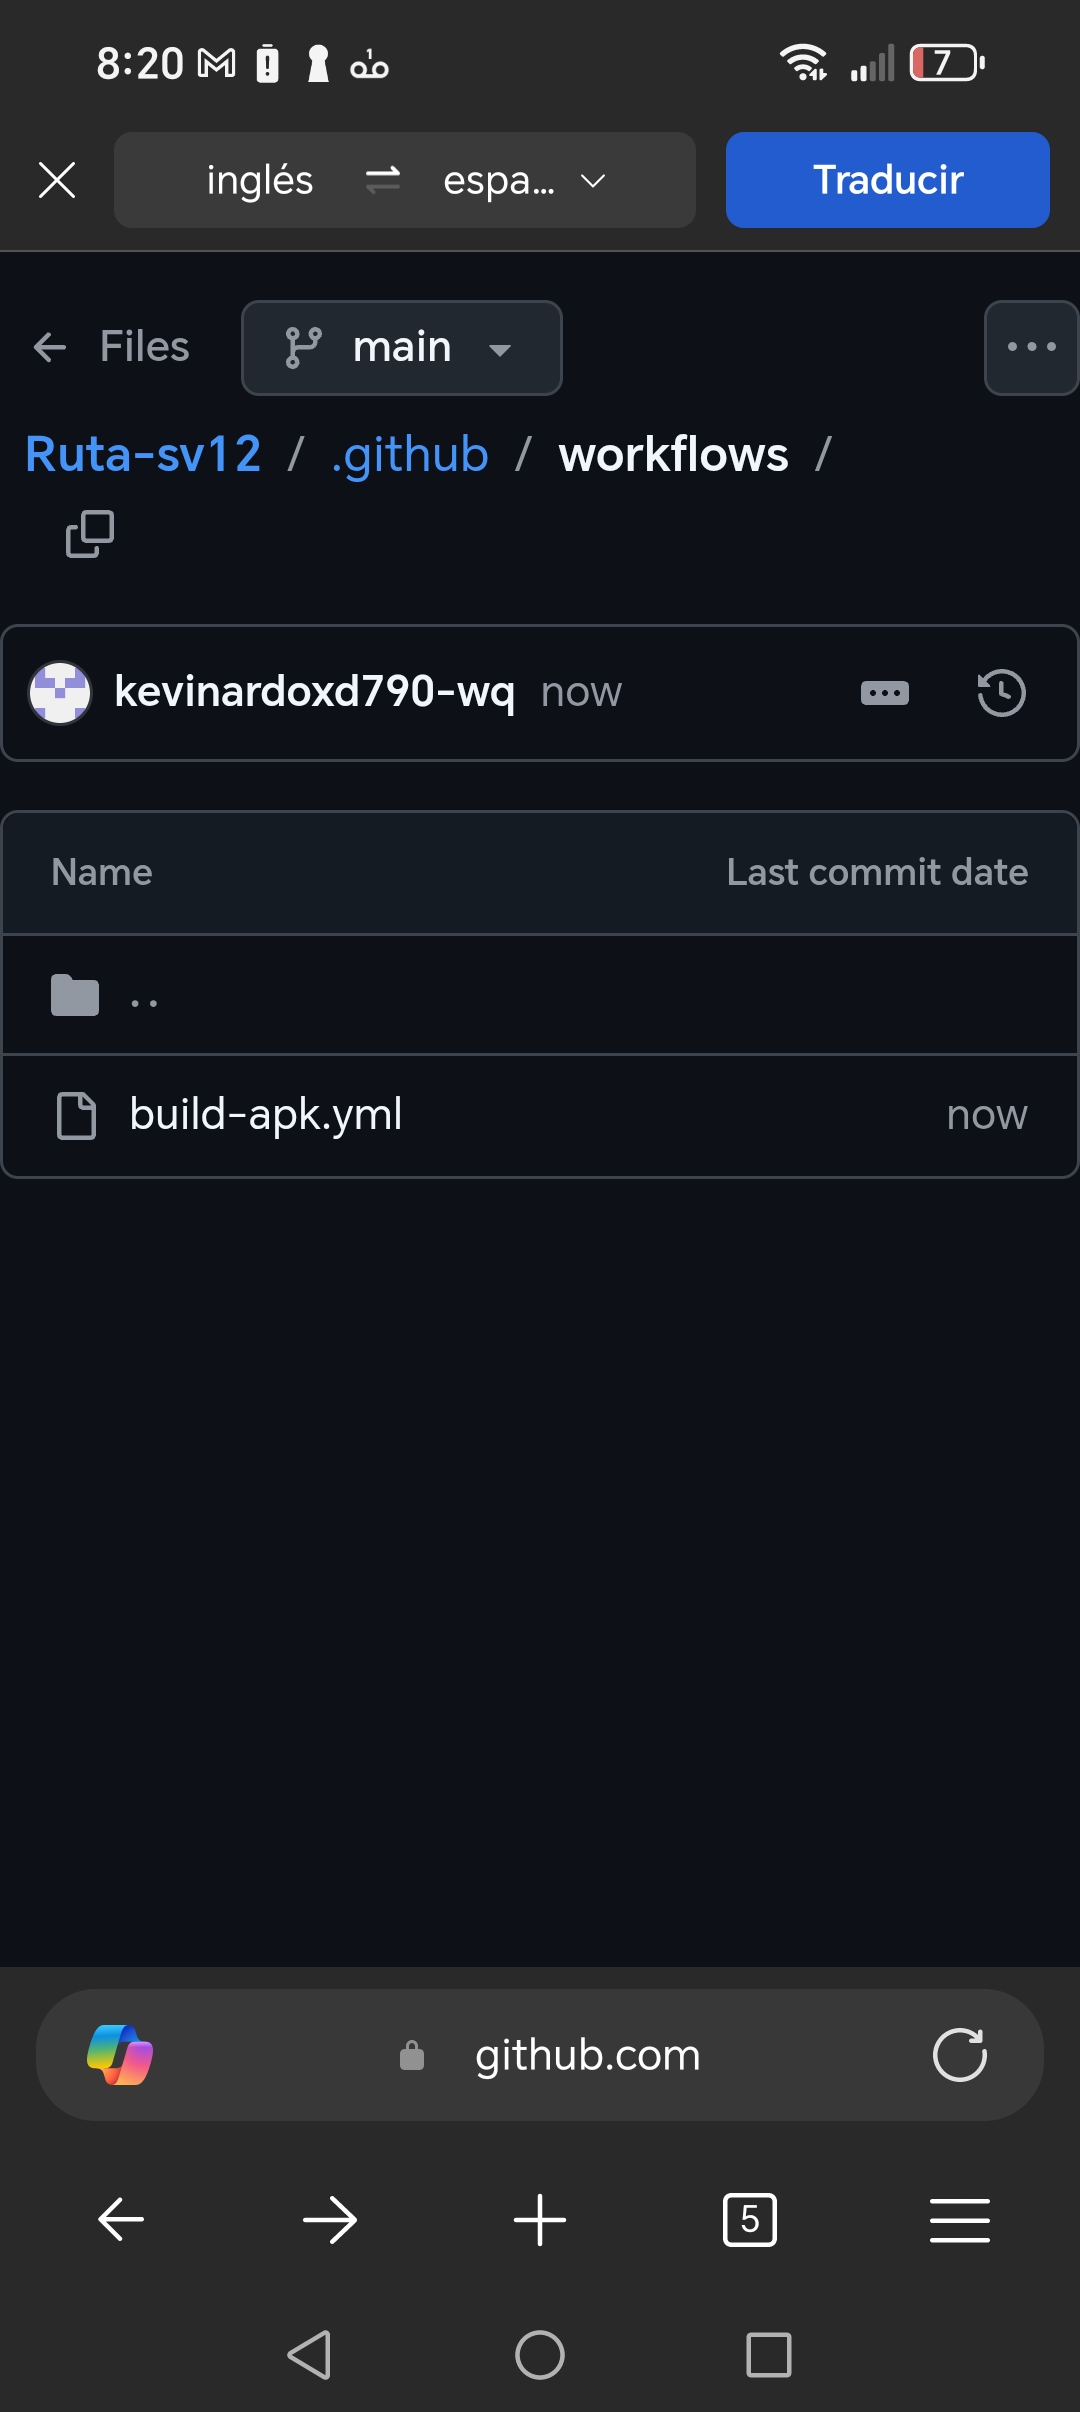 8:20
7
inglés espa...
Traducir
Files
main
Ruta-sv12 / .github / workflows /
kevinardoxd790-wq now
Name Last commit date
..
build-apk.yml now
github.com
5